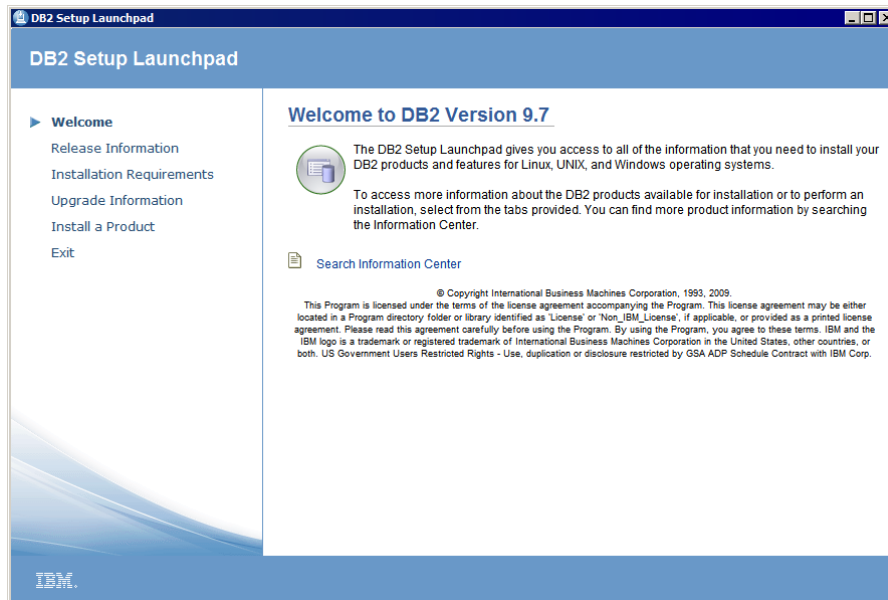 DB2 Setup Launchpad
DB2 Setup Launchpad
Welcome
Release Information
Installation Requirements
Upgrade Information
Install a Product
Exit
Welcome to DB2 Version 9.7
The DB2 Setup Launchpad gives you access to all of the information that you need to install your
DB2 products and features for Linux, UNIX, and Windows operating systems.
To access more information about the DB2 products available for installation or to perform an
installation, select from the tabs provided. You can find more product information by searching
the Information Center.
Search Information Center
© Copyright International Business Machines Corporation, 1993, 2009.
This Program is licensed under the terms of the license agreement accompanying the Program. This license agreement may be either
located in a Program directory folder or library identified as 'License' or 'Non_IBM_License', if applicable, or provided as a printed license
agreement. Please read this agreement carefully before using the Program. By using the Program, you agree to these terms. IBM and the
IBM logo is a trademark or registered trademark of International Business Machines Corporation in the United States, other countries, or
both. US Government Users Restricted Rights - Use, duplication or disclosure restricted by GSA ADP Schedule Contract with IBM Corp.
IBM.